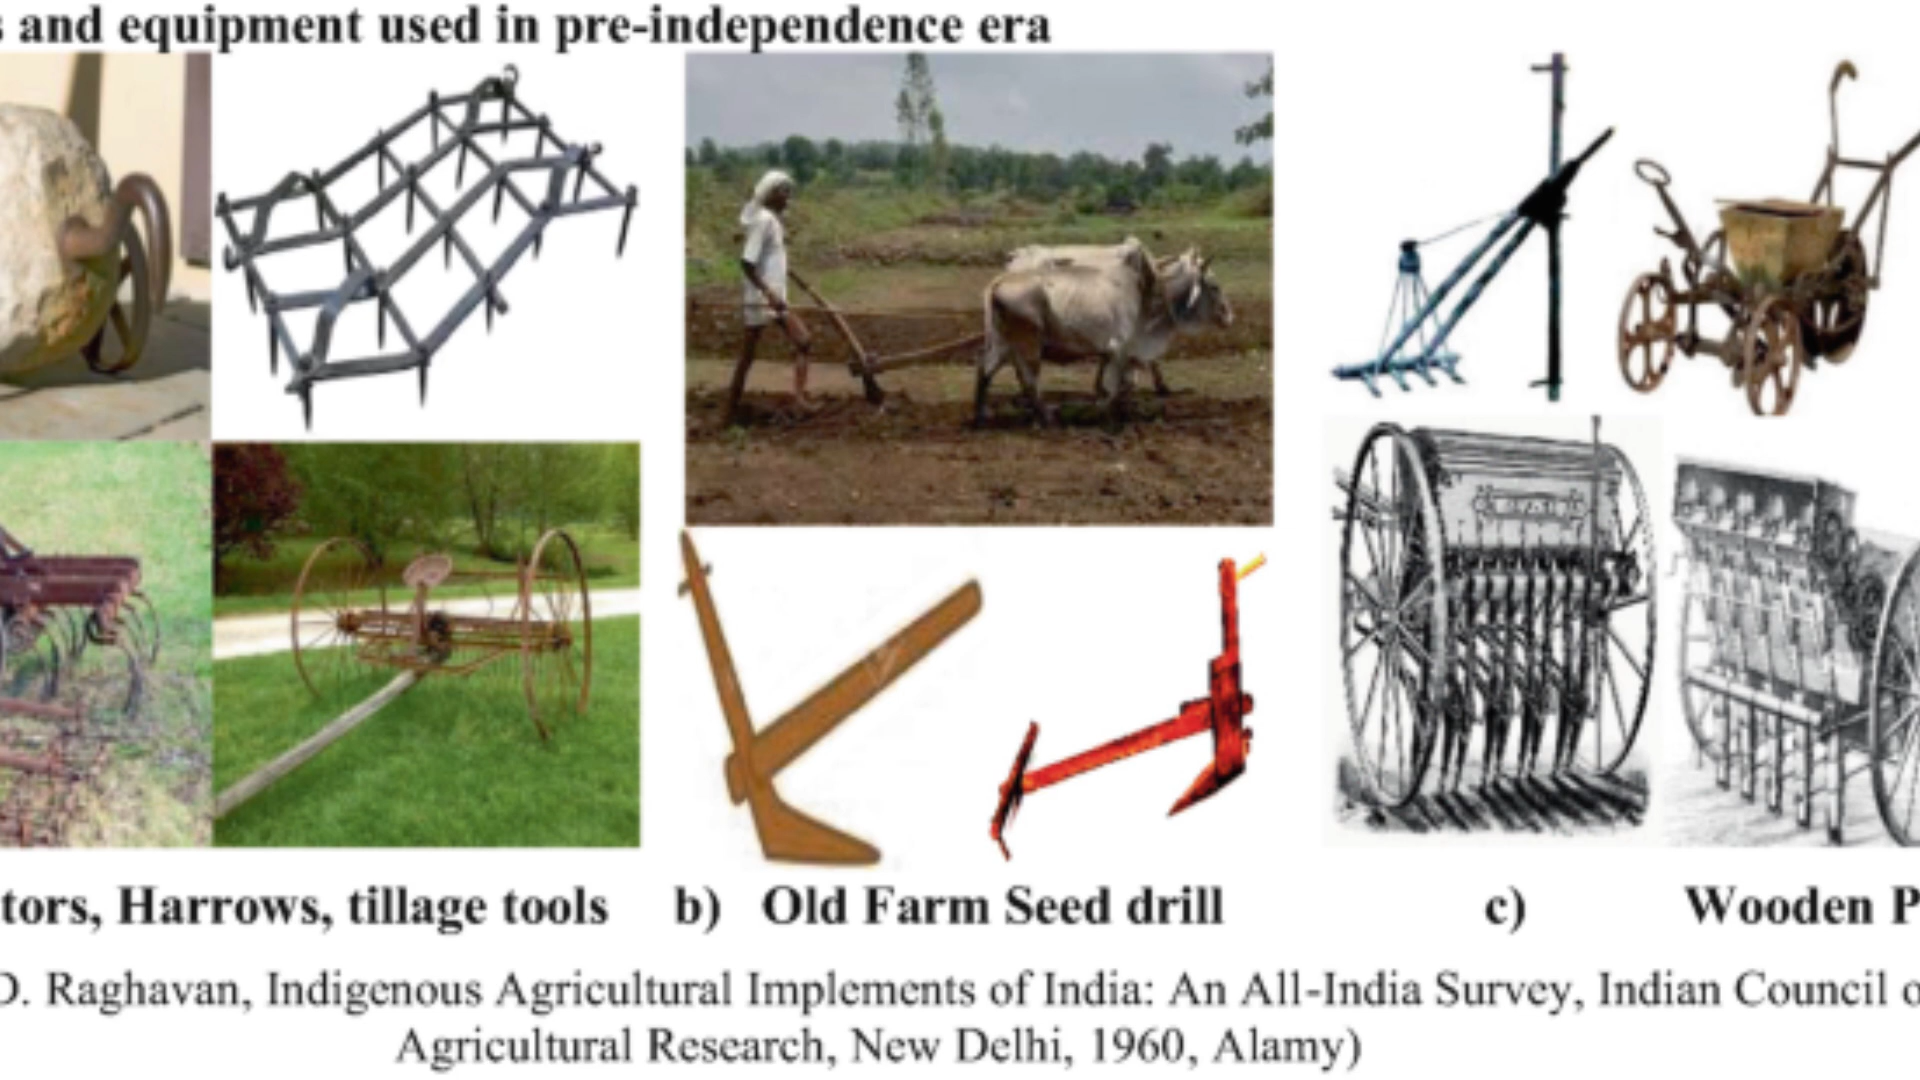 s and equipment used in pre-independence era
tors, Harrows, tillage tools b) Old Farm Seed drill c) Wooden P
D. Raghavan, Indigenous Agricultural Implements of India: An All-India Survey, Indian Council o
Agricultural Research, New Delhi, 1960, Alamy)